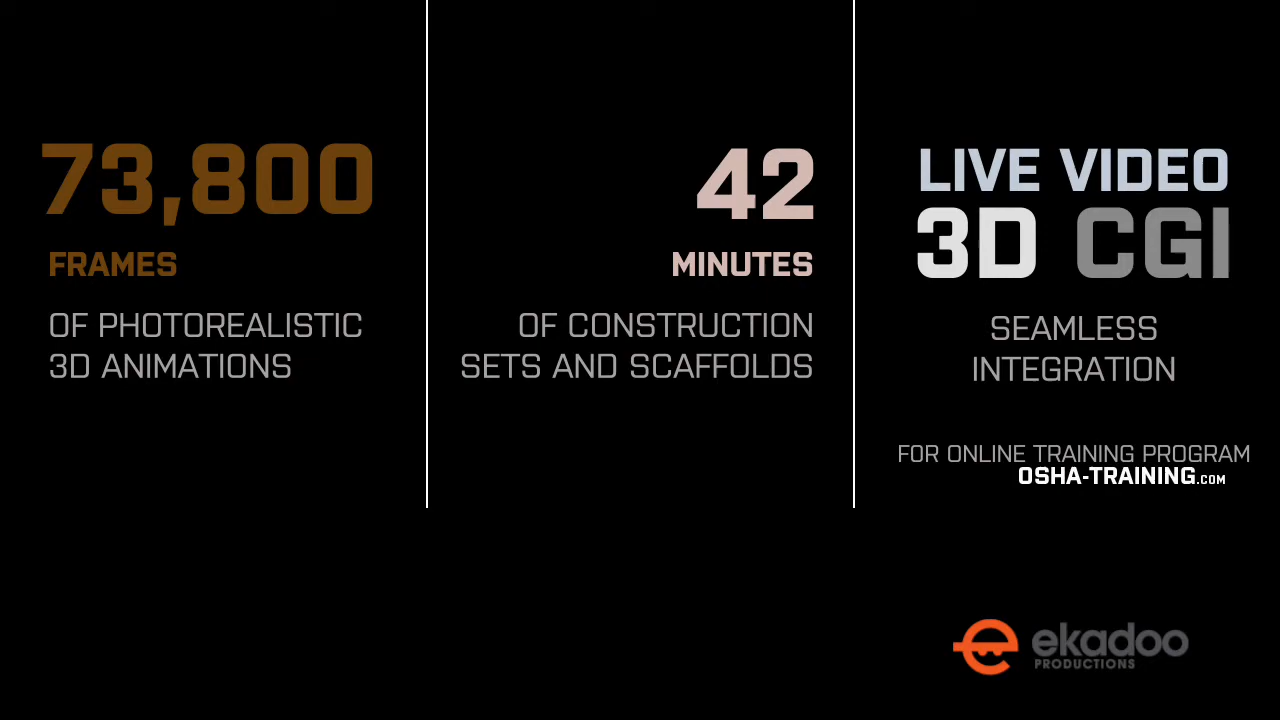 73,800
FRAMES
OF PHOTOREALISTIC
3D ANIMATIONS
42
MINUTES
OF CONSTRUCTION
SETS AND SCAFFOLDS
LIVE VIDEO
3D CGI
SEAMLESS
INTEGRATION
FOR ONLINE TRAINING PROGRAM
OSHA-TRAINING.COM
ekadoo
PRODUCTIONS